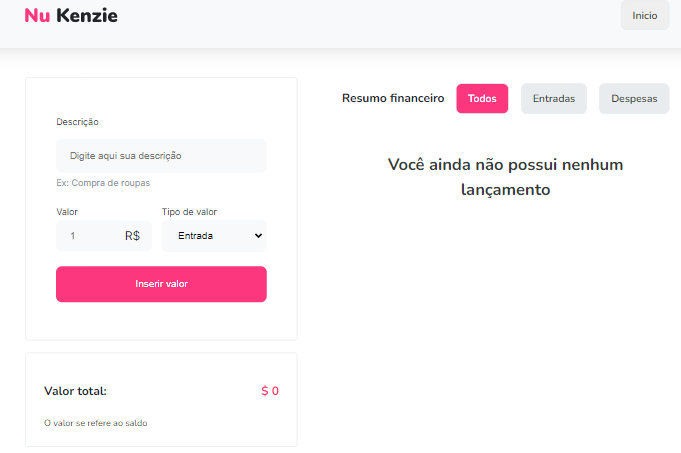 Nu Kenzie
Inicio
Descrição
Digite aqui sua descrição
Ex: Compra de roupas
Valor
Tipo de valor
1
R$
Entrada
Inserir valor
Valor total:
$ 0
O valor se refere ao saldo
Resumo financeiro
Todos
Entradas
Despesas
Você ainda não possui nenhum
lançamento